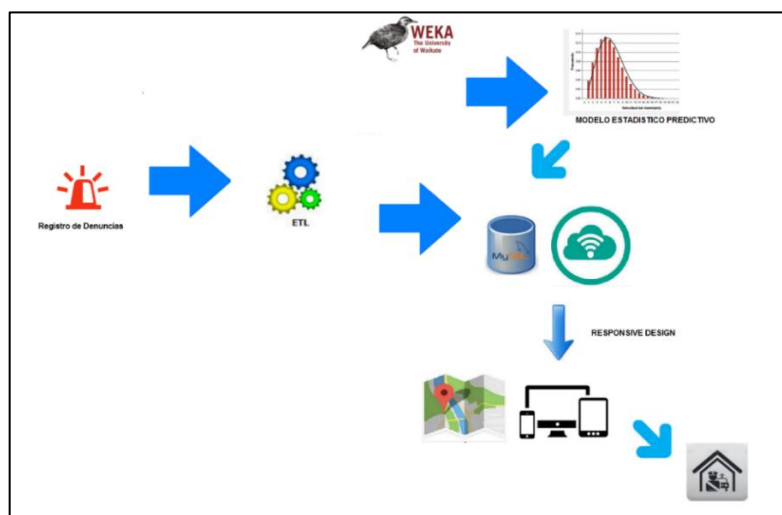 WEKA
The University
of Waikato
MODELO ESTADISTICO PREDICTIVO
Registro de Denuncias
ETL
RESPONSIVE DESIGN